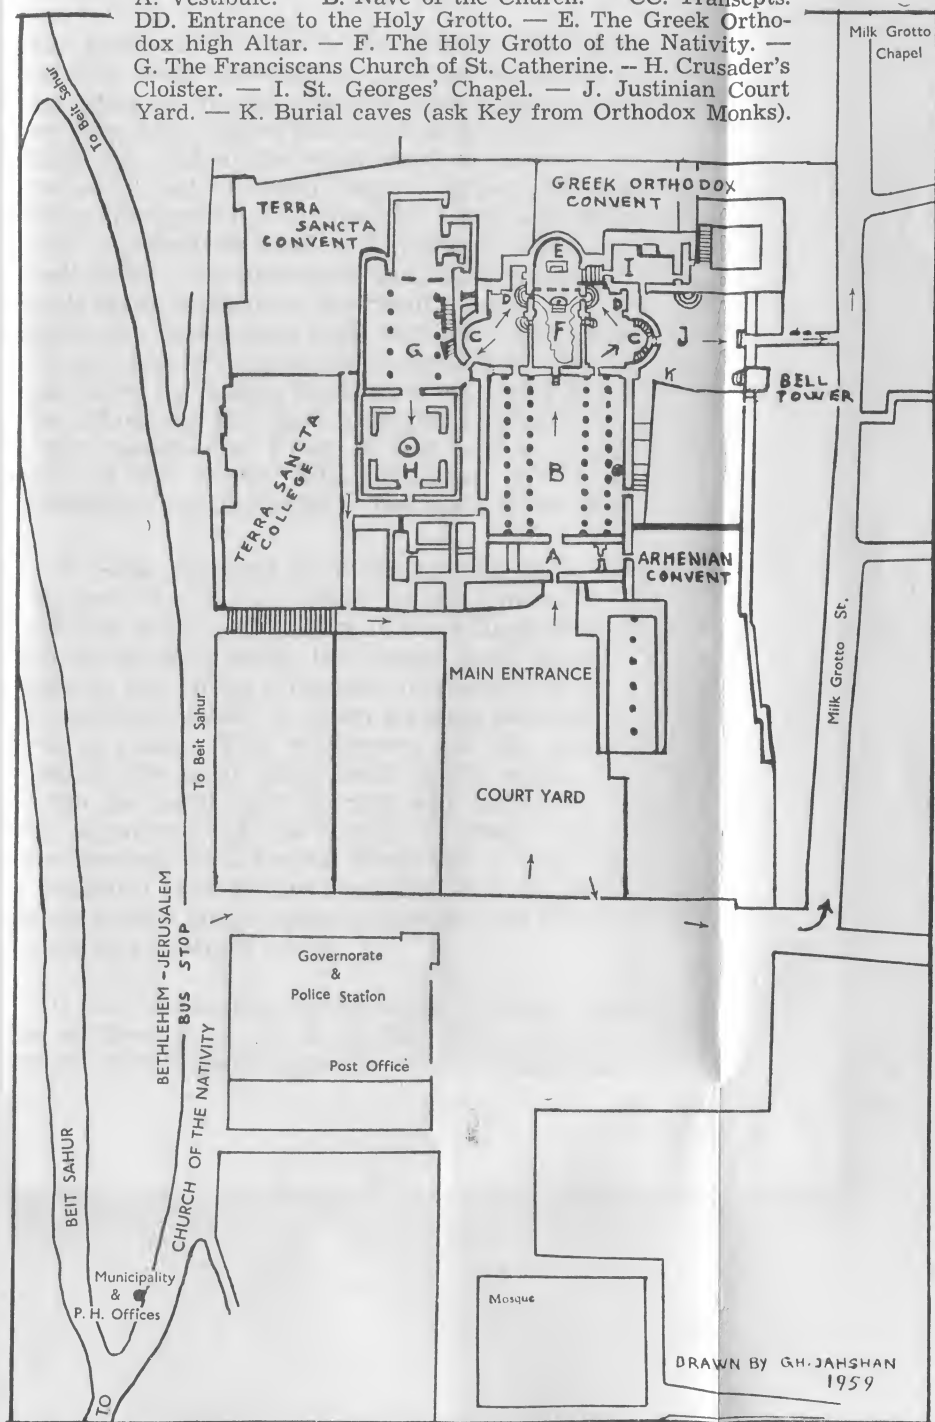 A. Vestibule. — B. Nave of the Church. — CC. Transepts.
DD. Entrance to the Holy Grotto. — E. The Greek Ortho-
dox high Altar. — F. The Holy Grotto of the Nativity. —
G. The Franciscans Church of St. Catherine. -- H. Crusader's
Cloister. — I. St. Georges' Chapel. — J. Justinian Court
Yard. — K. Burial caves (ask Key from Orthodox Monks).
Milk Grotto
Chapel
To Beit Sahur
GREEK ORTHODOX
CONVENT
TERRA
SANCTA
CONVENT
E
I
D
D
F
C
C
G
J
K
BELL
TOWER
TERRA SANCTA
COLLEGE
H
B
A
ARMENIAN
CONVENT
MAIN ENTRANCE
Milk Grotto St.
To Beit Sahur
COURT YARD
BETHLEHEM - JERUSALEM
BUS STOP
Governorate
&
Police Station
Post Office
CHURCH OF THE NATIVITY
BEIT SAHUR
Municipality
&
P. H. Offices
TO
Mosque
DRAWN BY GH. JAHSHAN
1959